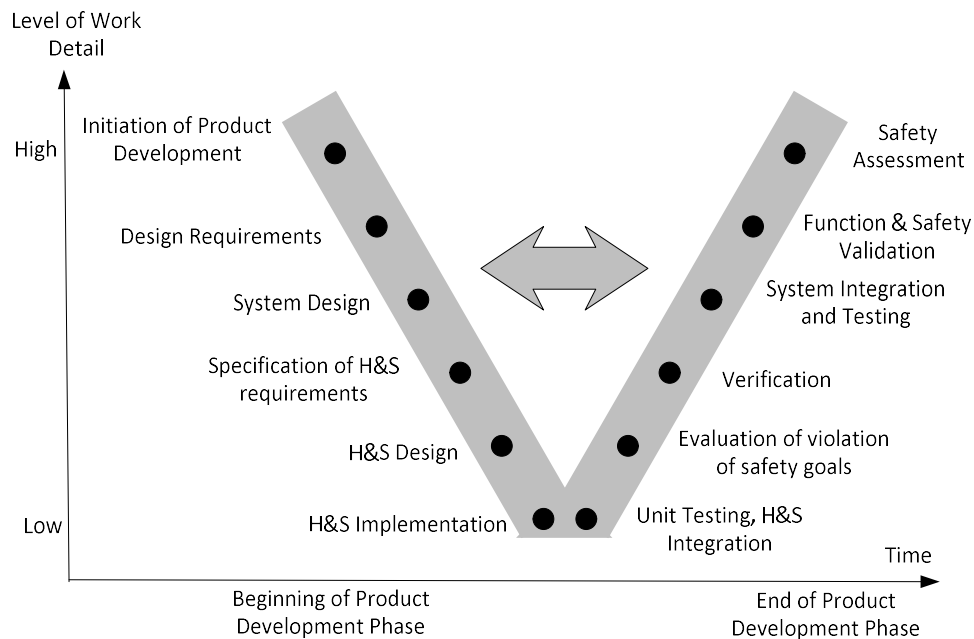 Level of Work
Detail
High
Low
Initiation of Product
Development
Design Requirements
System Design
Specification of H&S
requirements
H&S Design
H&S Implementation
Safety
Assessment
Function & Safety
Validation
System Integration
and Testing
Verification
Evaluation of violation
of safety goals
Unit Testing, H&S
Integration
Time
Beginning of Product
Development Phase
End of Product
Development Phase